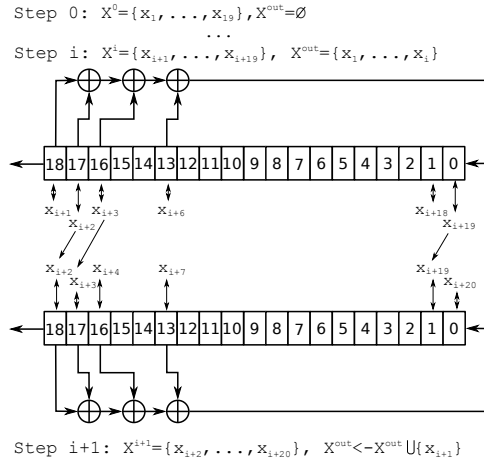 Step 0: X⁰={x₁,...,x₁₉},Xᵒᵘᵗ=Ø
...
Step i: Xⁱ={xᵢ₊₁,...,xᵢ₊₁₉}, Xᵒᵘᵗ={x₁,...,xᵢ}
18 17 16 15 14 13 12 11 10 9 8 7 6 5 4 3 2 1 0
xᵢ₊₁ xᵢ₊₂ xᵢ₊₃ xᵢ₊₆ xᵢ₊₁₈ xᵢ₊₁₉
xᵢ₊₂ xᵢ₊₃ xᵢ₊₄ xᵢ₊₇ xᵢ₊₁₉ xᵢ₊₂₀
18 17 16 15 14 13 12 11 10 9 8 7 6 5 4 3 2 1 0
Step i+1: Xⁱ⁺¹={xᵢ₊₂,...,xᵢ₊₂₀}, Xᵒᵘᵗ<-Xᵒᵘᵗ⋃{xᵢ₊₁}